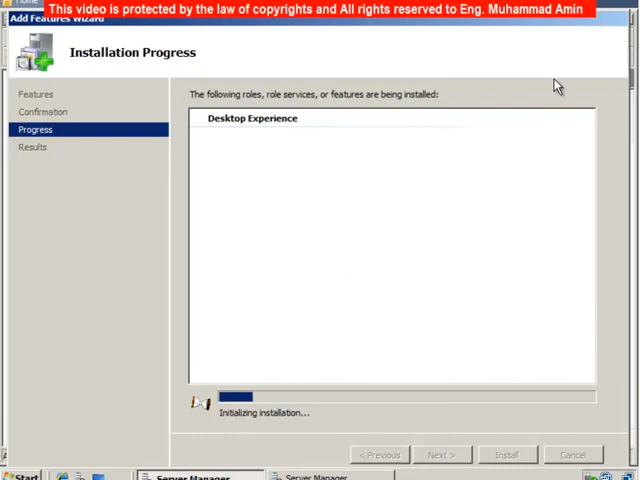 Home
This video is protected by the law of copyrights and All rights reserved to Eng. Muhammad Amin
Add Features Wizard
Installation Progress
Features
Confirmation
Progress
Results
The following roles, role services, or features are being installed:
Desktop Experience
Initializing installation...
< Previous
Next >
Install
Cancel
Start
Server Manager
Server Manager